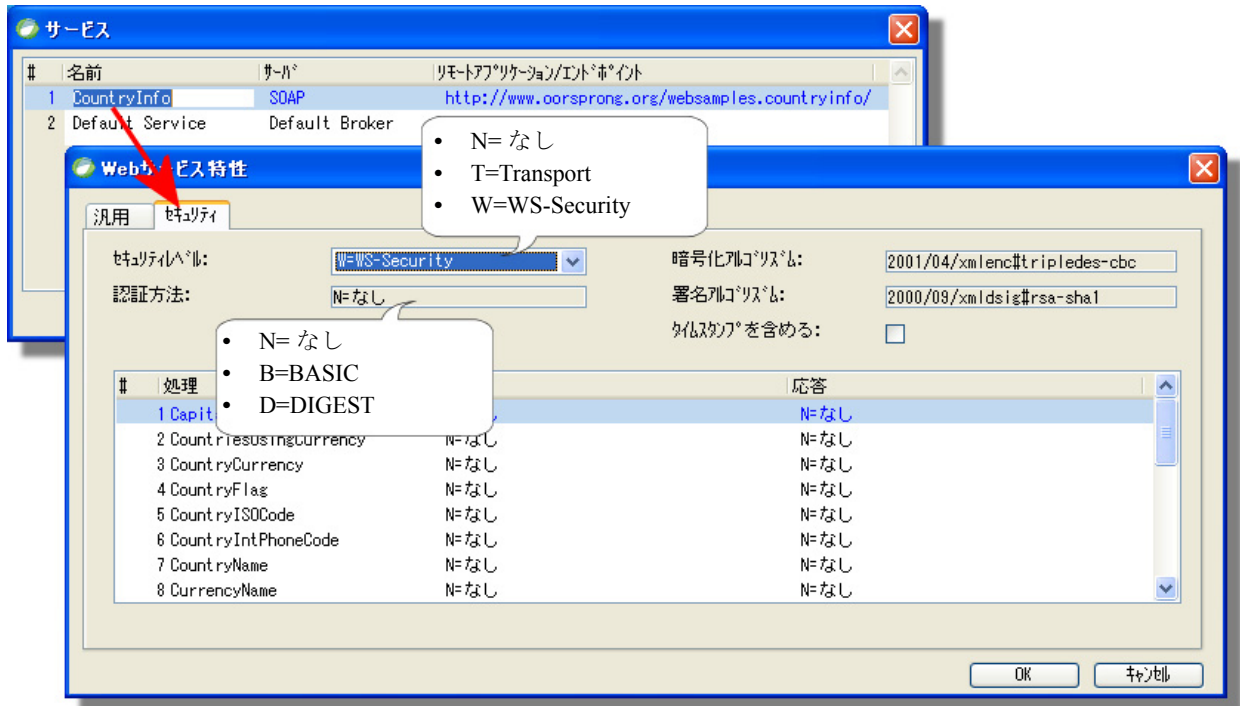 サービス
# 名前 ｻｰﾊﾞ ﾘﾓｰﾄｱﾌﾟﾘｹｰｼｮﾝ/ｴﾝﾄﾞﾎﾟｲﾝﾄ
1 CountryInfo SOAP http://www.oorsprong.org/websamples.countryinfo/
2 Default Service Default Broker
• N= なし
• T=Transport
• W=WS-Security
Webサービス特性
汎用 ｾｷｭﾘﾃｨ
ｾｷｭﾘﾃｨﾚﾍﾞﾙ: W=WS-Security 暗号化ｱﾙｺﾞﾘｽﾞﾑ: 2001/04/xmlenc#tripledes-cbc
認証方法: N=なし 署名ｱﾙｺﾞﾘｽﾞﾑ: 2000/09/xmldsig#rsa-sha1
ﾀｲﾑｽﾀﾝﾌﾟを含める:
• N= なし
• B=BASIC
• D=DIGEST
# 処理 応答
1 Capit N=なし
2 CountriesUsingCurrency N=なし N=なし
3 CountryCurrency N=なし N=なし
4 CountryFlag N=なし N=なし
5 CountryISOCode N=なし N=なし
6 CountryIntPhoneCode N=なし N=なし
7 CountryName N=なし N=なし
8 CurrencyName N=なし N=なし
OK ｷｬﾝｾﾙ